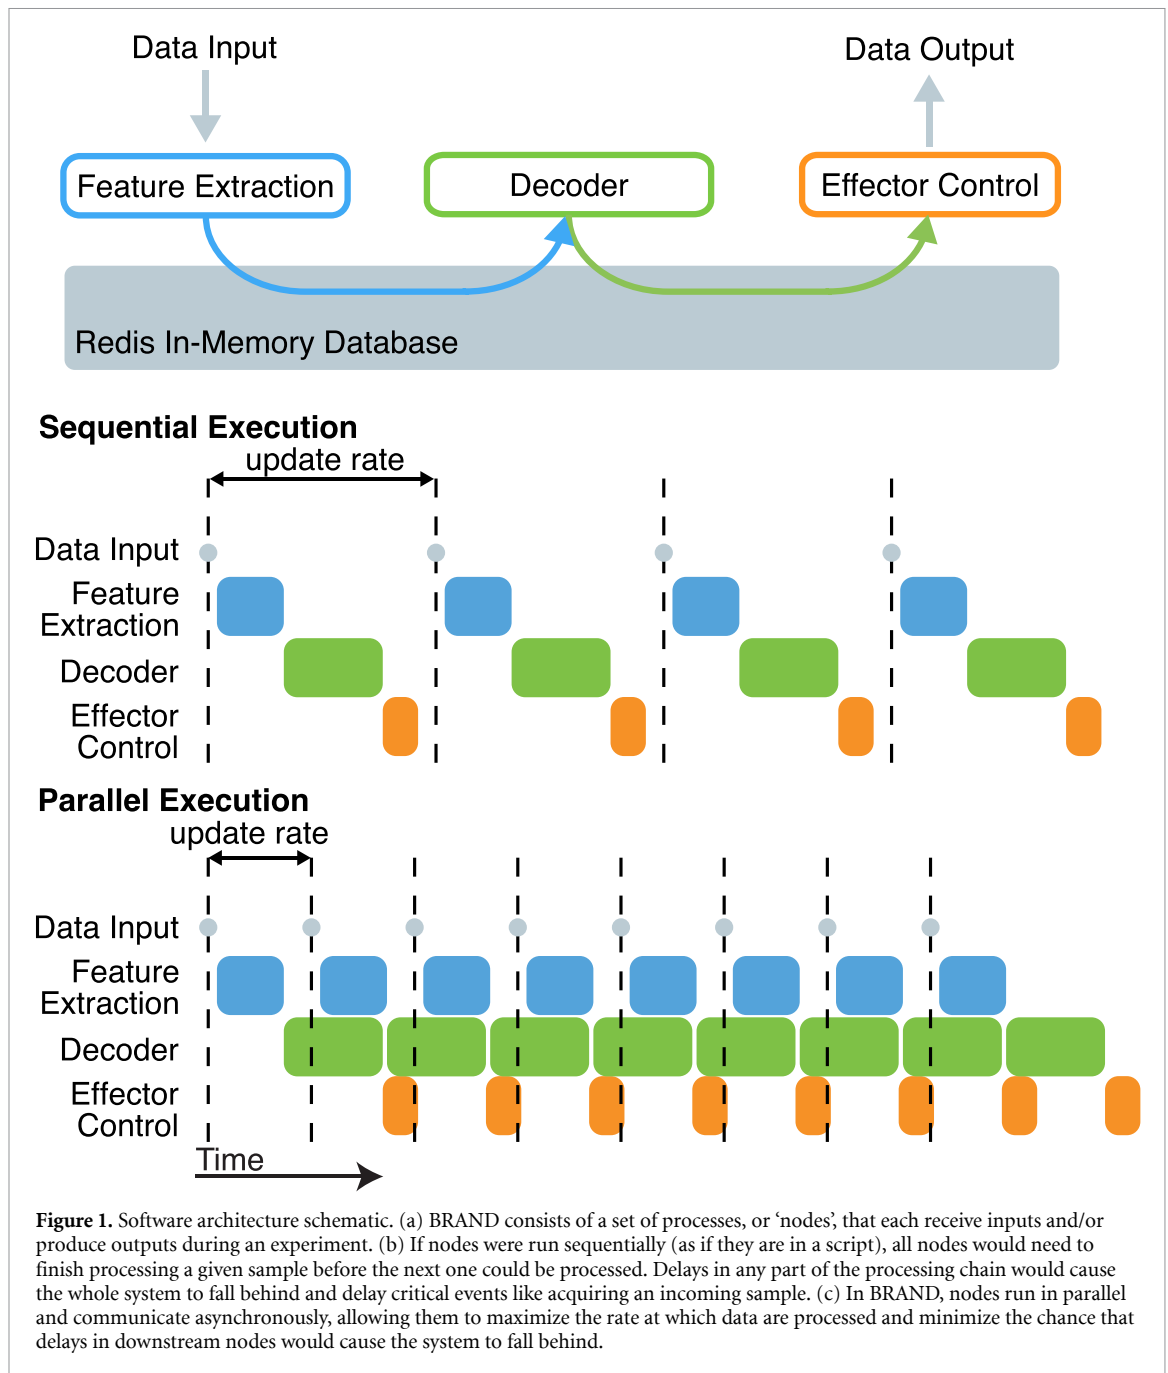 Data Input
Data Output
Feature Extraction
Decoder
Effector Control
Redis In-Memory Database
Sequential Execution
update rate
Data Input
Feature
Extraction
Decoder
Effector
Control
Parallel Execution
update rate
Data Input
Feature
Extraction
Decoder
Effector
Control
Time
Figure 1. Software architecture schematic. (a) BRAND consists of a set of processes, or ‘nodes’, that each receive inputs and/or
produce outputs during an experiment. (b) If nodes were run sequentially (as if they are in a script), all nodes would need to
finish processing a given sample before the next one could be processed. Delays in any part of the processing chain would cause
the whole system to fall behind and delay critical events like acquiring an incoming sample. (c) In BRAND, nodes run in parallel
and communicate asynchronously, allowing them to maximize the rate at which data are processed and minimize the chance that
delays in downstream nodes would cause the system to fall behind.